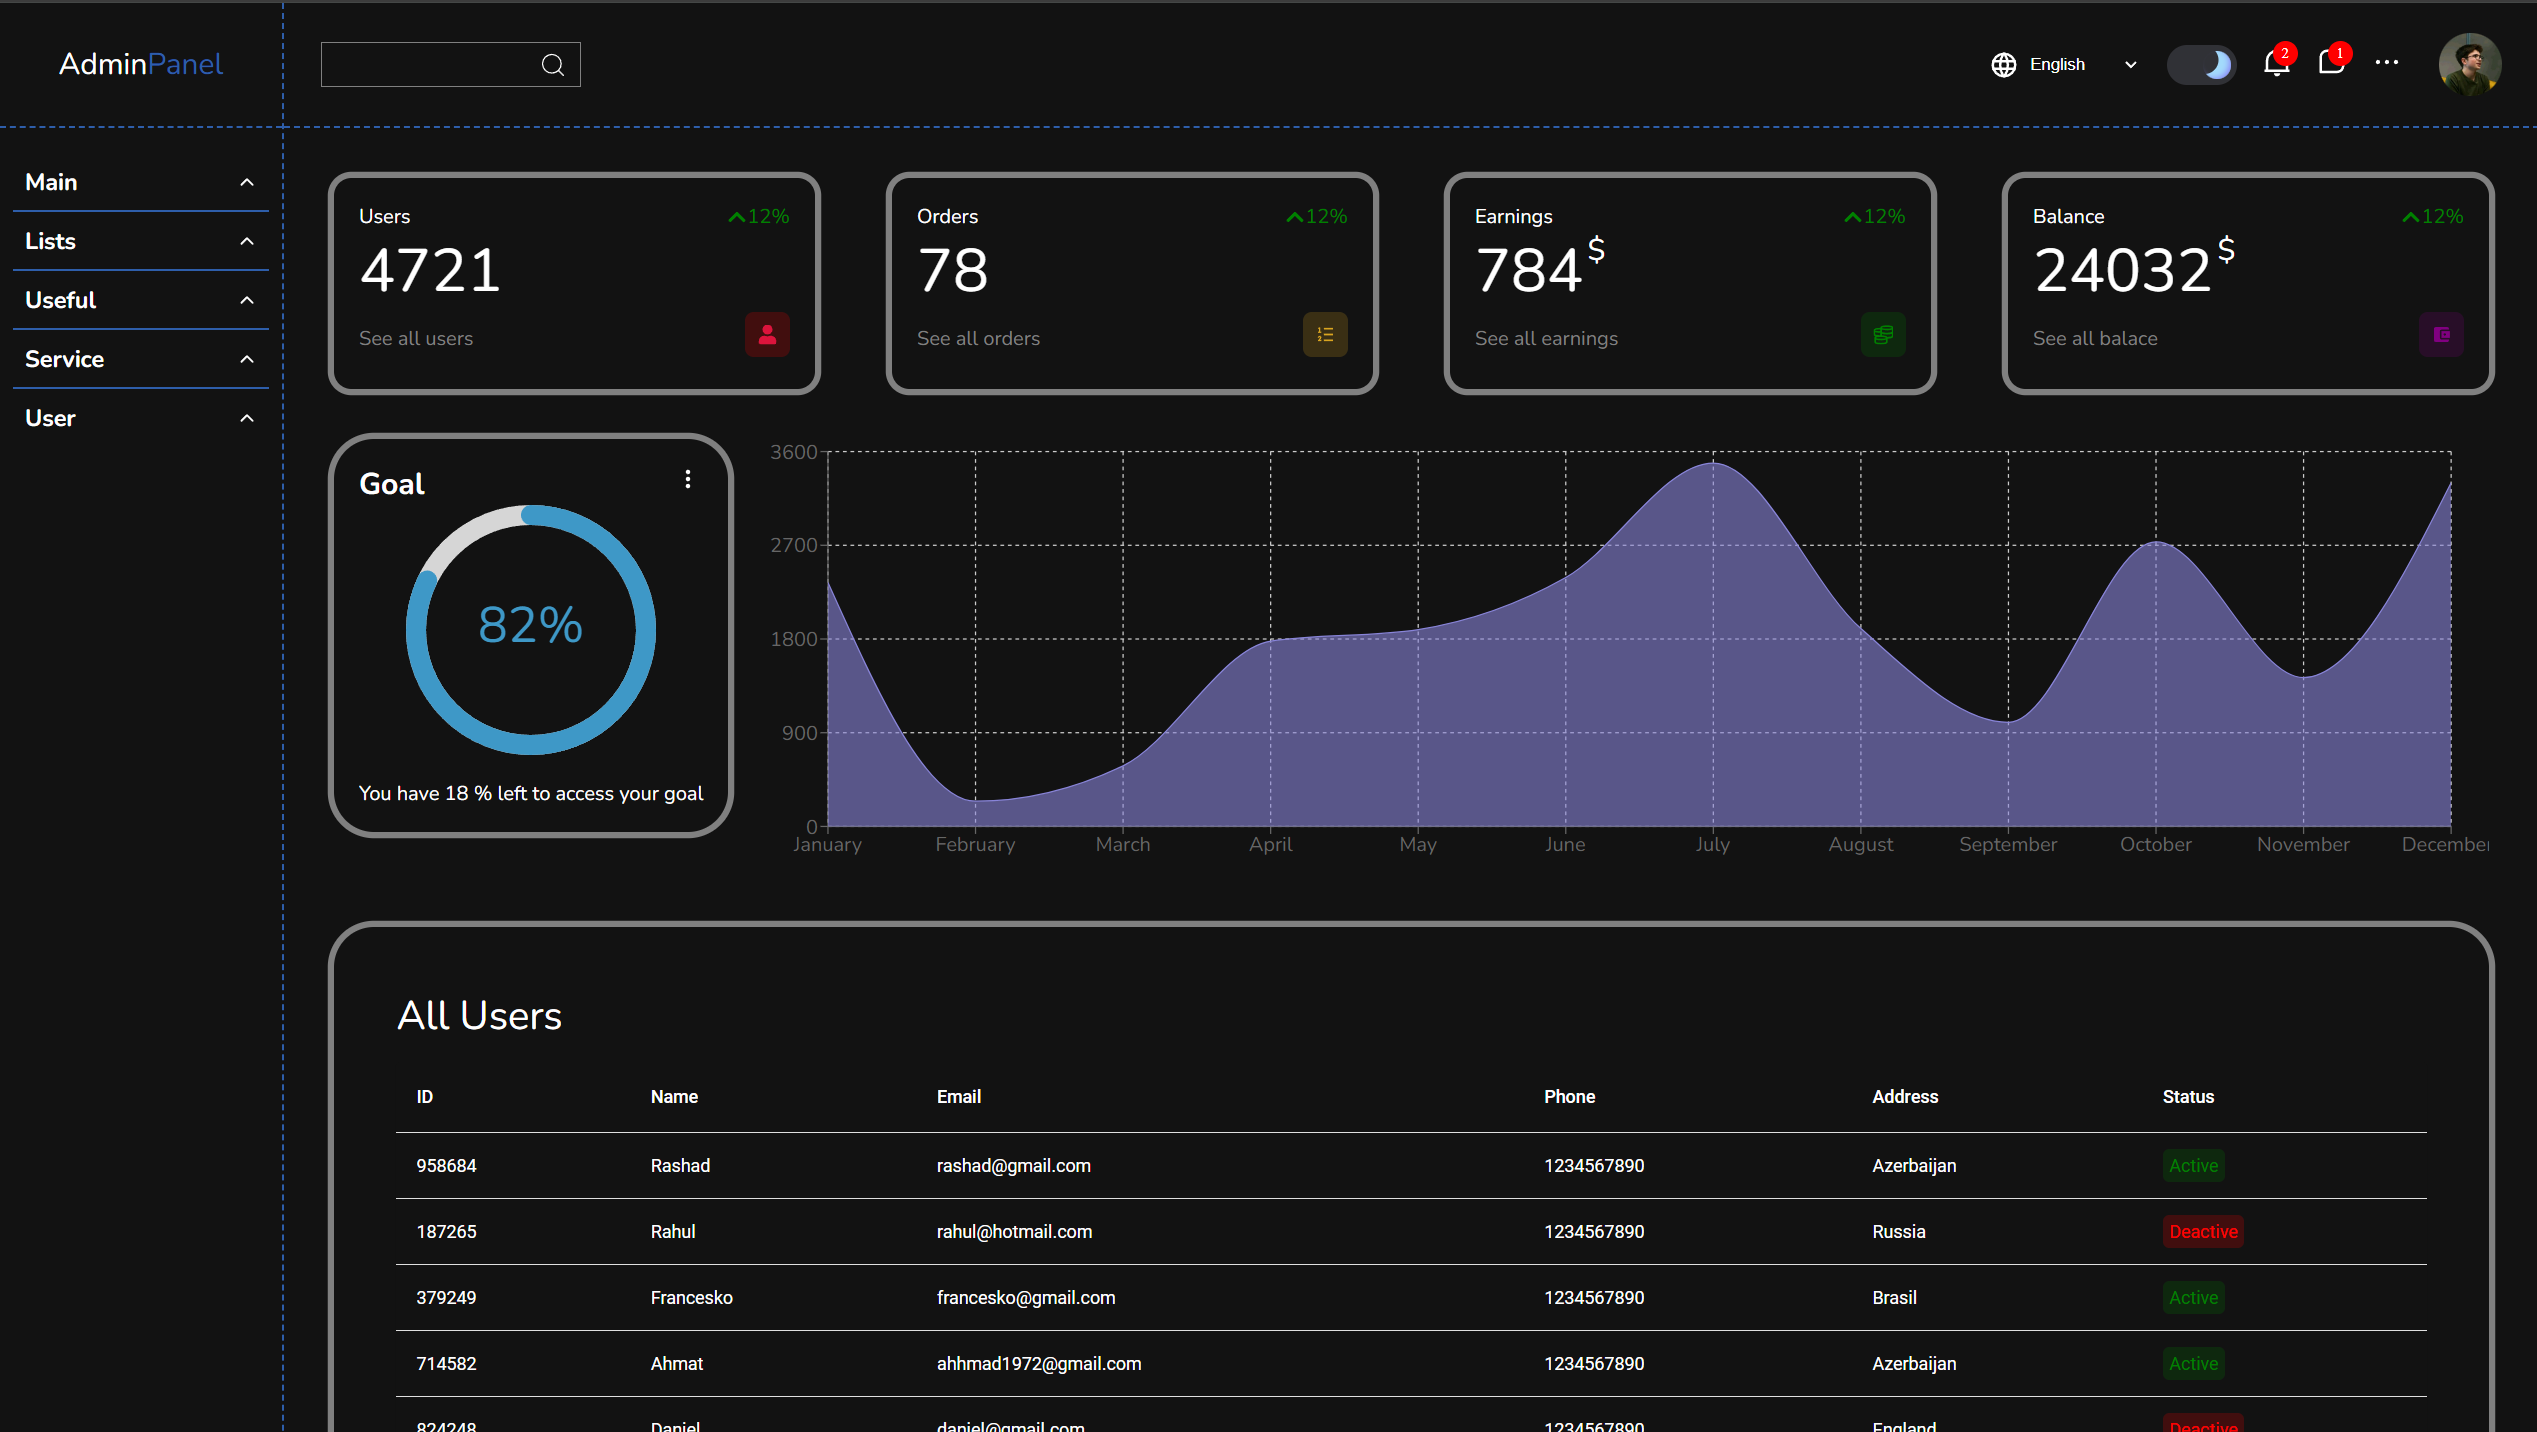 AdminPanel
English
2
1
Main
Lists
Useful
Service
User
Users
12%
4721
See all users
Orders
12%
78
See all orders
Earnings
12%
784$
See all earnings
Balance
12%
24032$
See all balace
Goal
82%
You have 18 % left to access your goal
3600
2700
1800
900
0
January February March April May June July August September October November December
All Users
ID Name Email Phone Address Status
958684 Rashad rashad@gmail.com 1234567890 Azerbaijan Active
187265 Rahul rahul@hotmail.com 1234567890 Russia Deactive
379249 Francesko francesko@gmail.com 1234567890 Brasil Active
714582 Ahmat ahhmad1972@gmail.com 1234567890 Azerbaijan Active
824248 Daniel daniel@gmail.com 1234567890 England Deactive